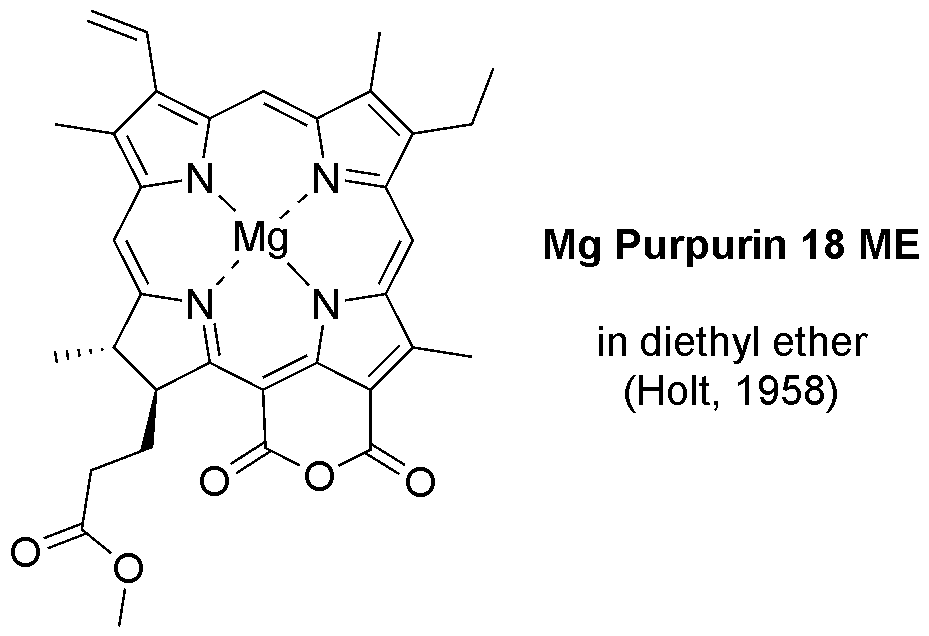 N
N
Mg
Mg Purpurin 18 ME
N
N
in diethyl ether
(Holt, 1958)
O
O
O
O
O